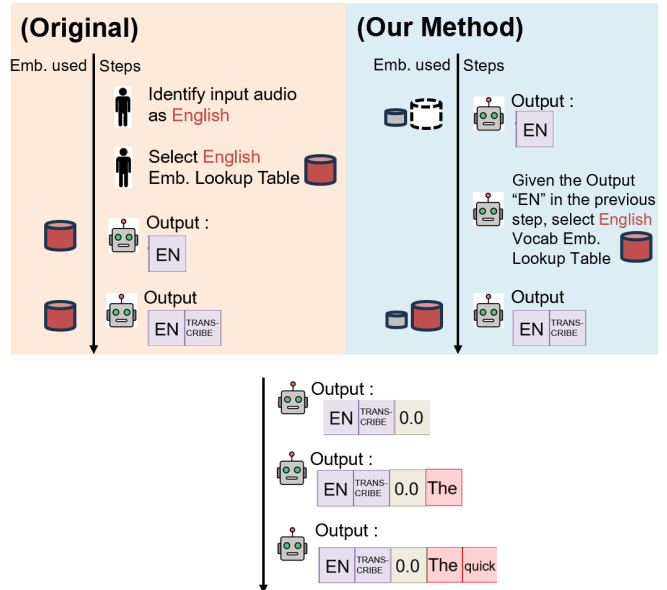 (Original)
Emb. used
Steps
Identify input audio
as English
Select English
Emb. Lookup Table
Output :
EN
Output
EN TRANS-
CRIBE
(Our Method)
Emb. used
Steps
Output :
EN
Given the Output
“EN” in the previous
step, select English
Vocab Emb.
Lookup Table
Output
EN TRANS-
CRIBE
Output :
EN TRANS-
CRIBE 0.0
Output :
EN TRANS-
CRIBE 0.0 The
Output :
EN TRANS-
CRIBE 0.0 The quick